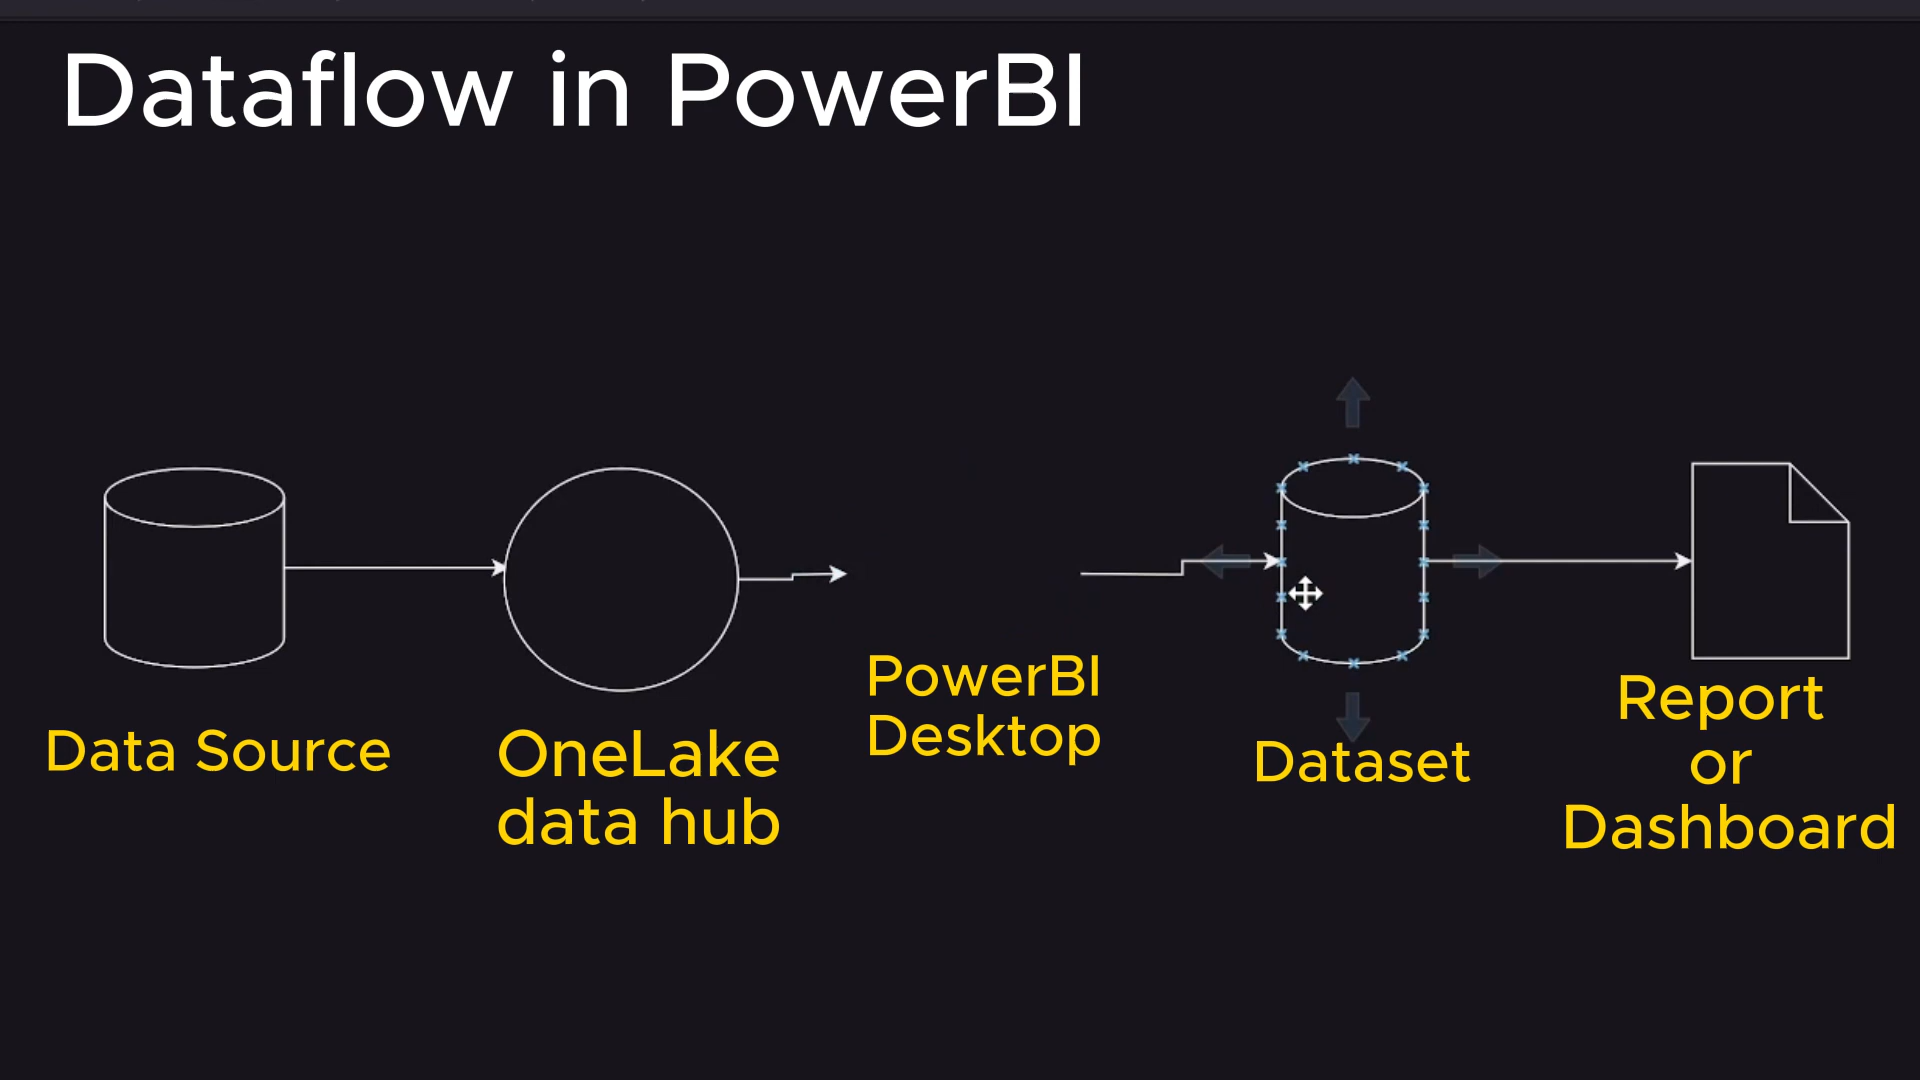 Dataflow in PowerBI
Data Source
OneLake
data hub
PowerBI
Desktop
Dataset
Report
or
Dashboard